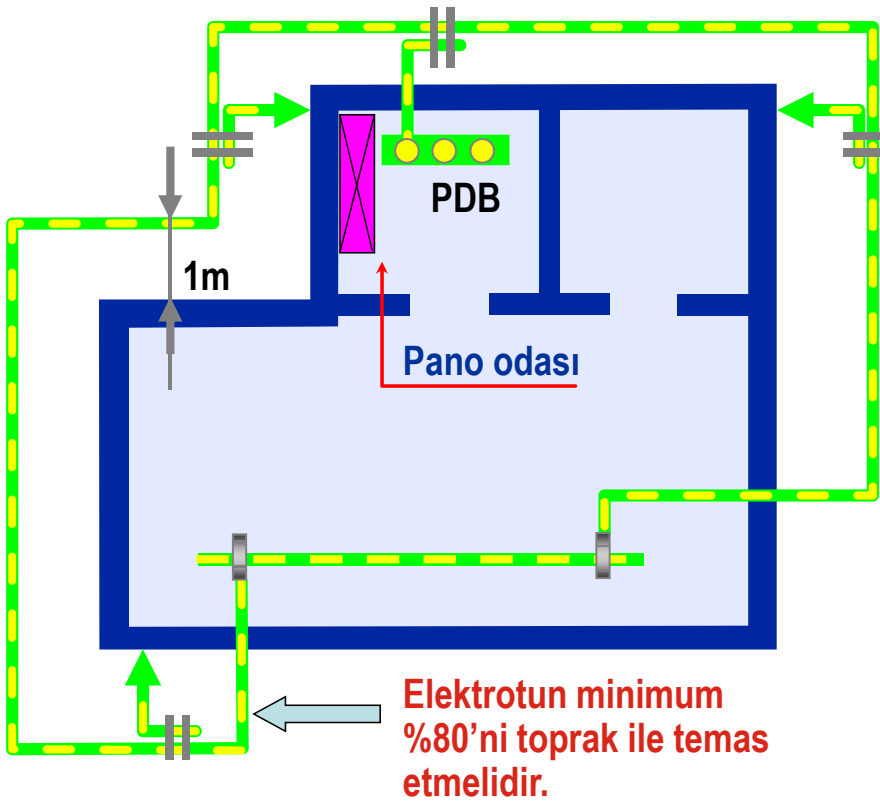 PDB
1m
Pano odası
Elektrotun minimum
%80’ni toprak ile temas
etmelidir.